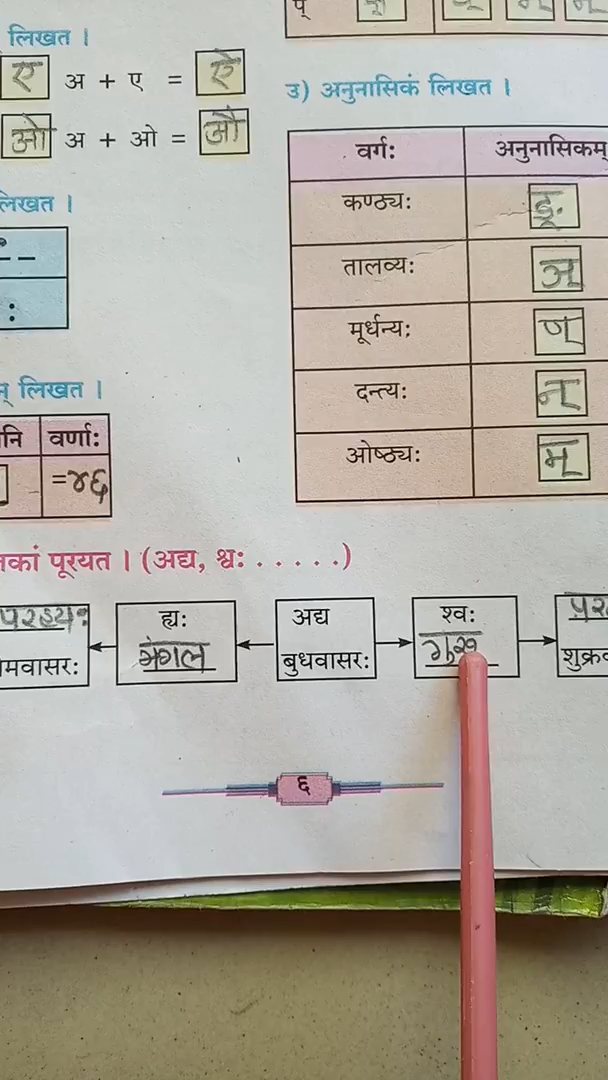 लिखत ।
ए अ + ए = ऐ
ओ अ + ओ = औ
लिखत ।
:
लिखत ।
वर्णाः
=४६
उ) अनुनासिकं लिखत ।
वर्गः अनुनासिकम्
कण्ठ्यः ङ्
तालव्यः ञ्
मूर्धन्यः ण्
दन्त्यः न्
ओष्ठ्यः म्
पूरयत । (अद्य, श्वः . . . . .)
परह्यः ह्यः अद्य श्वः
मवासरः मंगल बुधवासरः गुरु
६